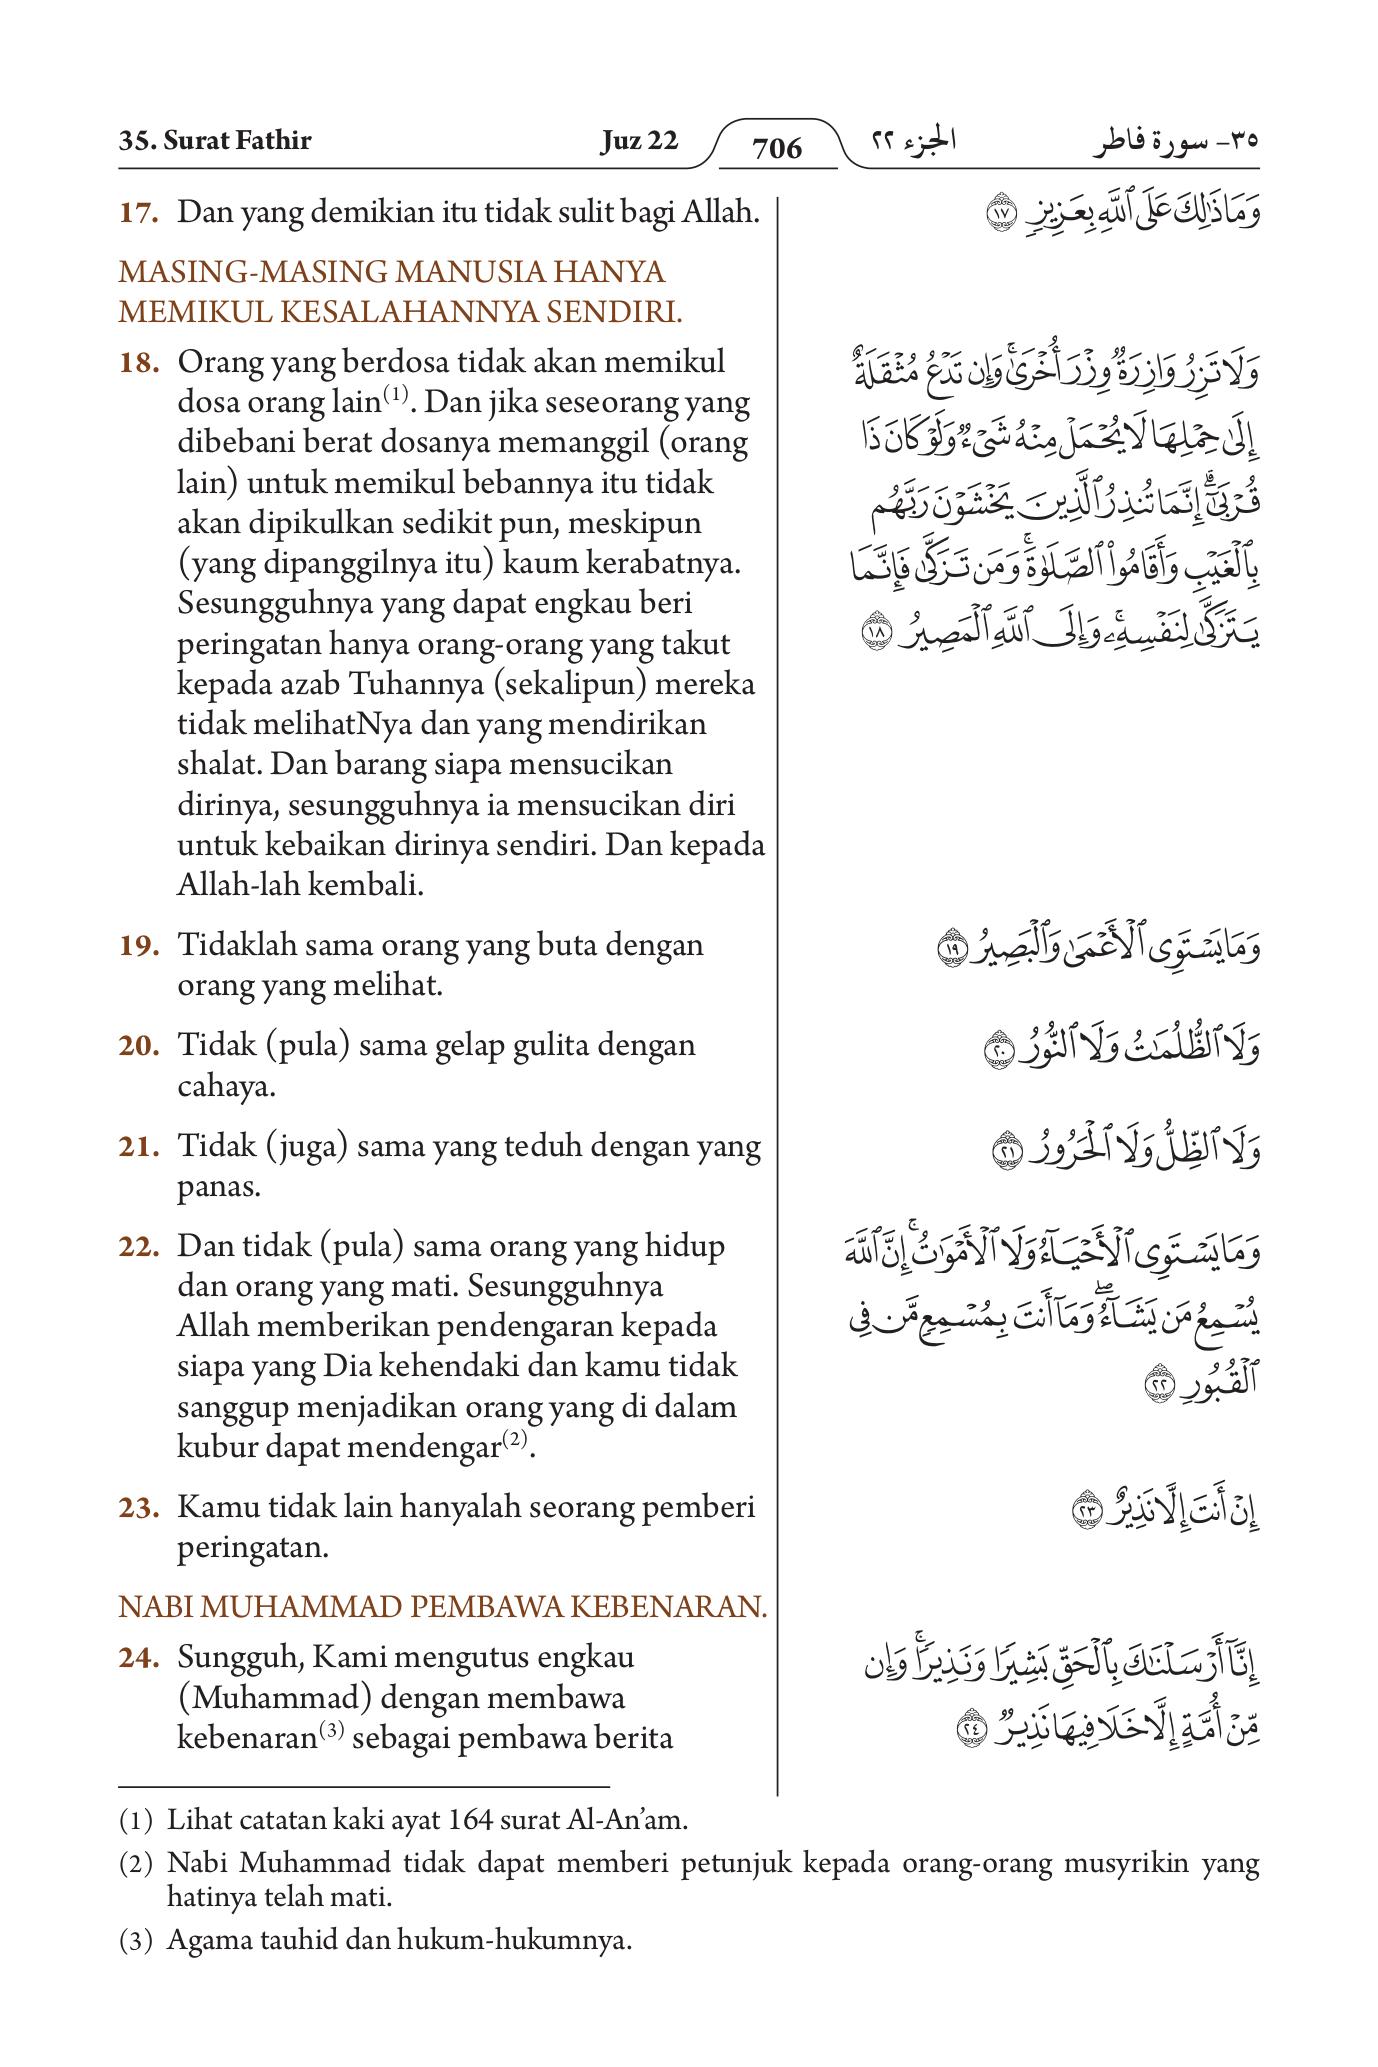 35. Surat Fathir
Juz 22
706
الجزء ٢٢
٣٥- سورة فاطر
17. Dan yang demikian itu tidak sulit bagi Allah.
MASING-MASING MANUSIA HANYA
MEMIKUL KESALAHANNYA SENDIRI.
18. Orang yang berdosa tidak akan memikul
dosa orang lain(1). Dan jika seseorang yang
dibebani berat dosanya memanggil (orang
lain) untuk memikul bebannya itu tidak
akan dipikulkan sedikit pun, meskipun
(yang dipanggilnya itu) kaum kerabatnya.
Sesungguhnya yang dapat engkau beri
peringatan hanya orang-orang yang takut
kepada azab Tuhannya (sekalipun) mereka
tidak melihatNya dan yang mendirikan
shalat. Dan barang siapa mensucikan
dirinya, sesungguhnya ia mensucikan diri
untuk kebaikan dirinya sendiri. Dan kepada
Allah-lah kembali.
19. Tidaklah sama orang yang buta dengan
orang yang melihat.
20. Tidak (pula) sama gelap gulita dengan
cahaya.
21. Tidak (juga) sama yang teduh dengan yang
panas.
22. Dan tidak (pula) sama orang yang hidup
dan orang yang mati. Sesungguhnya
Allah memberikan pendengaran kepada
siapa yang Dia kehendaki dan kamu tidak
sanggup menjadikan orang yang di dalam
kubur dapat mendengar(2).
23. Kamu tidak lain hanyalah seorang pemberi
peringatan.
NABI MUHAMMAD PEMBAWA KEBENARAN.
24. Sungguh, Kami mengutus engkau
(Muhammad) dengan membawa
kebenaran(3) sebagai pembawa berita
وَمَا ذَٰلِكَ عَلَى ٱللَّهِ بِعَزِيزٍ ١٧
وَلَا تَزِرُ وَازِرَةٌ وِزْرَ أُخْرَىٰ ۚ وَإِن تَدْعُ مُثْقَلَةٌ
إِلَىٰ حِمْلِهَا لَا يُحْمَلْ مِنْهُ شَىْءٌ وَلَوْ كَانَ ذَا
قُرْبَىٰٓ ۗ إِنَّمَا تُنذِرُ ٱلَّذِينَ يَخْشَوْنَ رَبَّهُم
بِٱلْغَيْبِ وَأَقَامُوا۟ ٱلصَّلَوٰةَ ۚ وَمَن تَزَكَّىٰ فَإِنَّمَا
يَتَزَكَّىٰ لِنَفْسِهِۦ ۚ وَإِلَى ٱللَّهِ ٱلْمَصِيرُ ١٨
وَمَا يَسْتَوِى ٱلْأَعْمَىٰ وَٱلْبَصِيرُ ١٩
وَلَا ٱلظُّلُمَٰتُ وَلَا ٱلنُّورُ ٢٠
وَلَا ٱلظِّلُّ وَلَا ٱلْحَرُورُ ٢١
وَمَا يَسْتَوِى ٱلْأَحْيَآءُ وَلَا ٱلْأَمْوَٰتُ ۚ إِنَّ ٱللَّهَ
يُسْمِعُ مَن يَشَآءُ ۖ وَمَآ أَنتَ بِمُسْمِعٍ مَّن فِى
ٱلْقُبُورِ ٢٢
إِنْ أَنتَ إِلَّا نَذِيرٌ ٢٣
إِنَّآ أَرْسَلْنَٰكَ بِٱلْحَقِّ بَشِيرًا وَنَذِيرًا ۚ وَإِن
مِّنْ أُمَّةٍ إِلَّا خَلَا فِيهَا نَذِيرٌ ٢٤
(1) Lihat catatan kaki ayat 164 surat Al-An’am.
(2) Nabi Muhammad tidak dapat memberi petunjuk kepada orang-orang musyrikin yang
hatinya telah mati.
(3) Agama tauhid dan hukum-hukumnya.